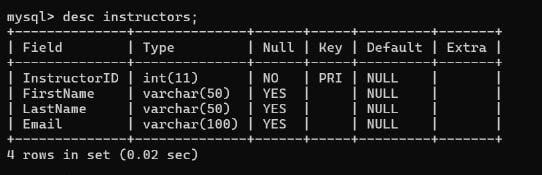 mysql> desc instructors;
+--------------+--------------+------+-----+---------+-------+
| Field        | Type         | Null | Key | Default | Extra |
+--------------+--------------+------+-----+---------+-------+
| InstructorID | int(11)      | NO   | PRI | NULL    |       |
| FirstName    | varchar(50)  | YES  |     | NULL    |       |
| LastName     | varchar(50)  | YES  |     | NULL    |       |
| Email        | varchar(100) | YES  |     | NULL    |       |
+--------------+--------------+------+-----+---------+-------+
4 rows in set (0.02 sec)